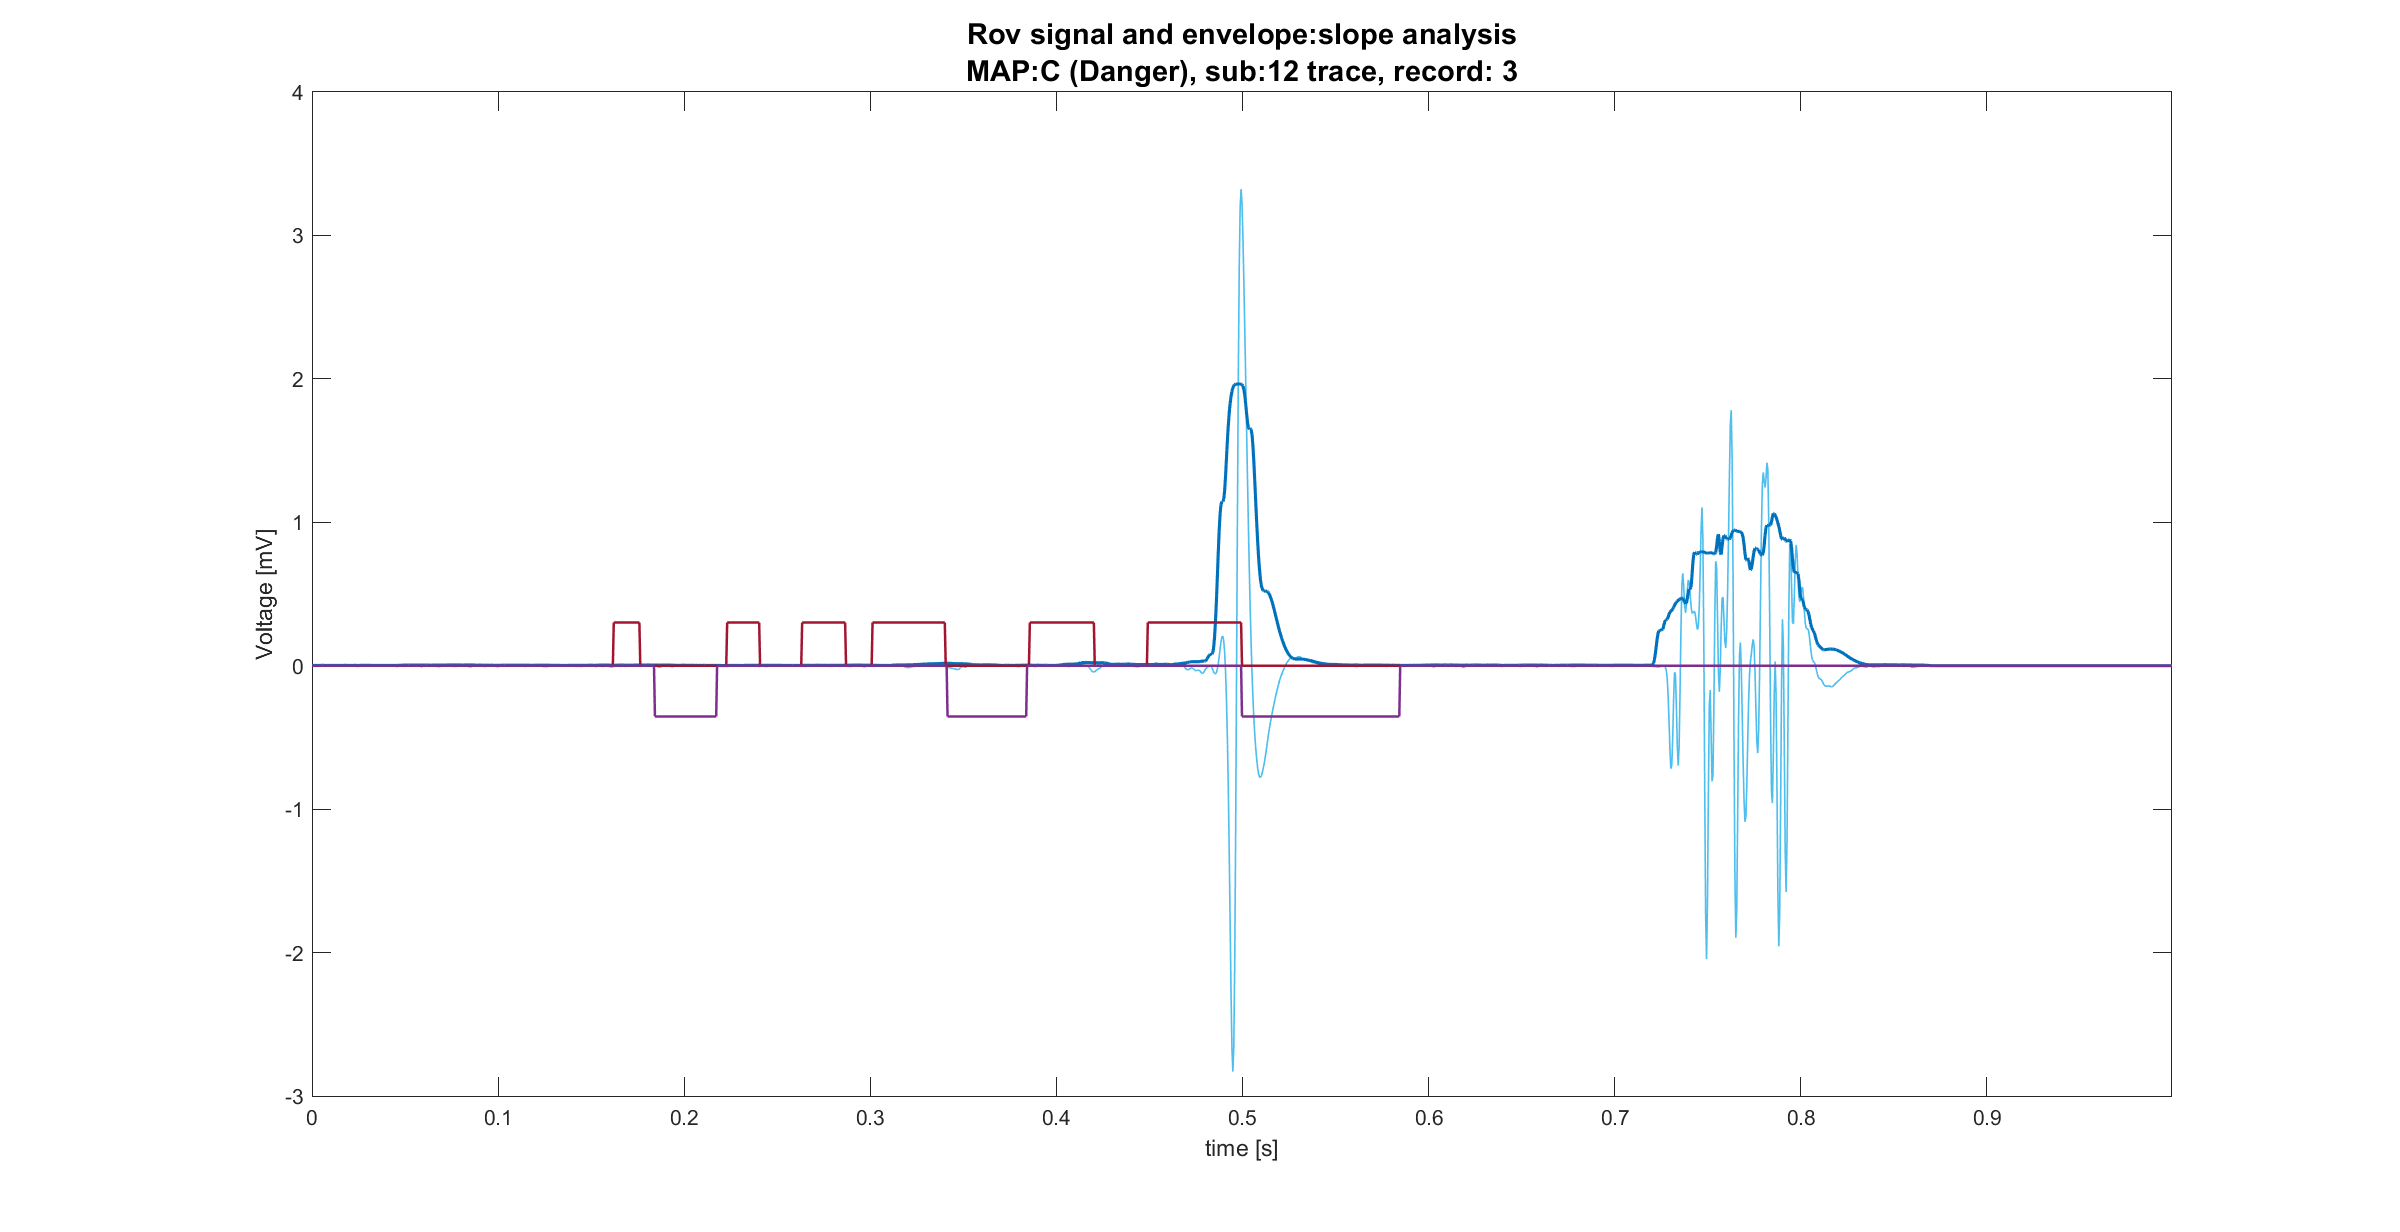 Rov signal and envelope:slope analysis
MAP:C (Danger), sub:12 trace, record: 3
4
3
2
1
0
-1
-2
-3
Voltage [mV]
0 0.1 0.2 0.3 0.4 0.5 0.6 0.7 0.8 0.9
time [s]